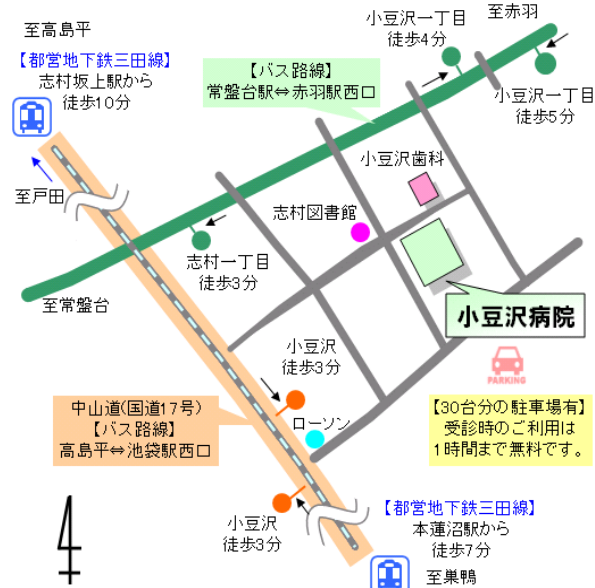 至高島平
【都営地下鉄三田線】
志村坂上駅から
徒歩10分
小豆沢一丁目
徒歩4分
至赤羽
【バス路線】
常盤台駅⇔赤羽駅西口
小豆沢一丁目
徒歩5分
小豆沢歯科
至戸田
志村図書館
志村一丁目
徒歩3分
至常盤台
小豆沢病院
小豆沢
徒歩3分
PARKING
中山道(国道17号)
【バス路線】
高島平⇔池袋駅西口
ローソン
【30台分の駐車場有】
受診時のご利用は
1時間まで無料です。
小豆沢
徒歩3分
【都営地下鉄三田線】
本蓮沼駅から
徒歩7分
至巣鴨